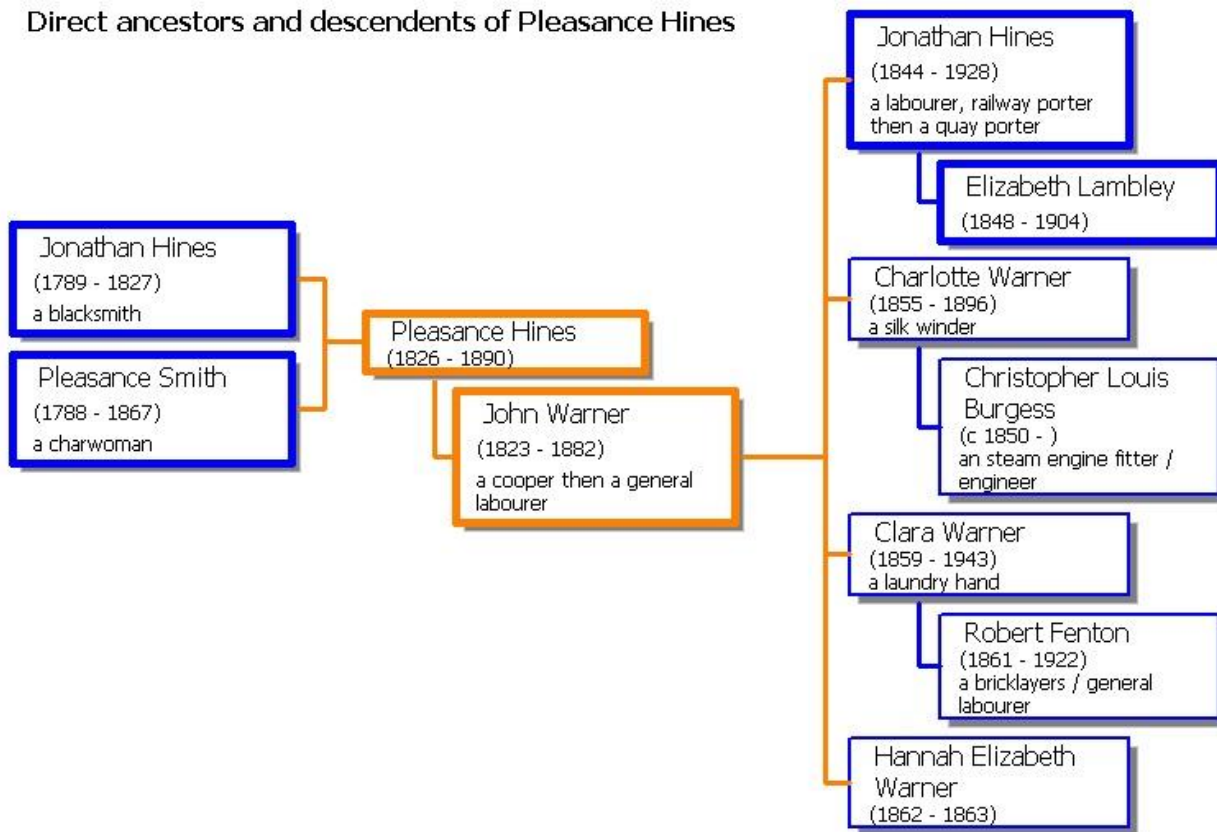 Direct ancestors and descendents of Pleasance Hines
Jonathan Hines
(1789 - 1827)
a blacksmith
Pleasance Smith
(1788 - 1867)
a charwoman
Pleasance Hines
(1826 - 1890)
John Warner
(1823 - 1882)
a cooper then a general
labourer
Jonathan Hines
(1844 - 1928)
a labourer, railway porter
then a quay porter
Elizabeth Lambley
(1848 - 1904)
Charlotte Warner
(1855 - 1896)
a silk winder
Christopher Louis
Burgess
(c 1850 - )
an steam engine fitter /
engineer
Clara Warner
(1859 - 1943)
a laundry hand
Robert Fenton
(1861 - 1922)
a bricklayers / general
labourer
Hannah Elizabeth
Warner
(1862 - 1863)